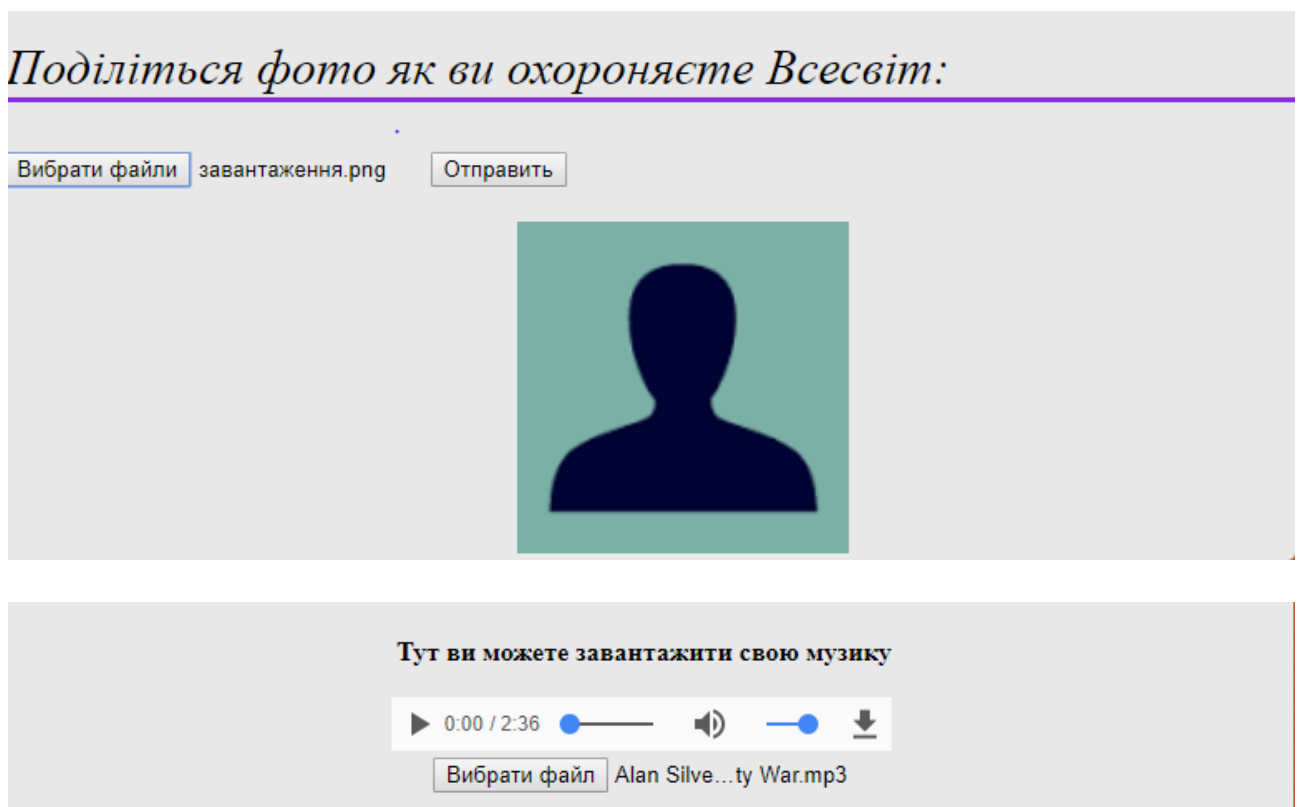 Поділіться фото як ви охороняєте Всесвіт:
Вибрати файли завантаження.png Отправить
Тут ви можете завантажити свою музику
0:00 / 2:36
Вибрати файл Alan Silve…ty War.mp3